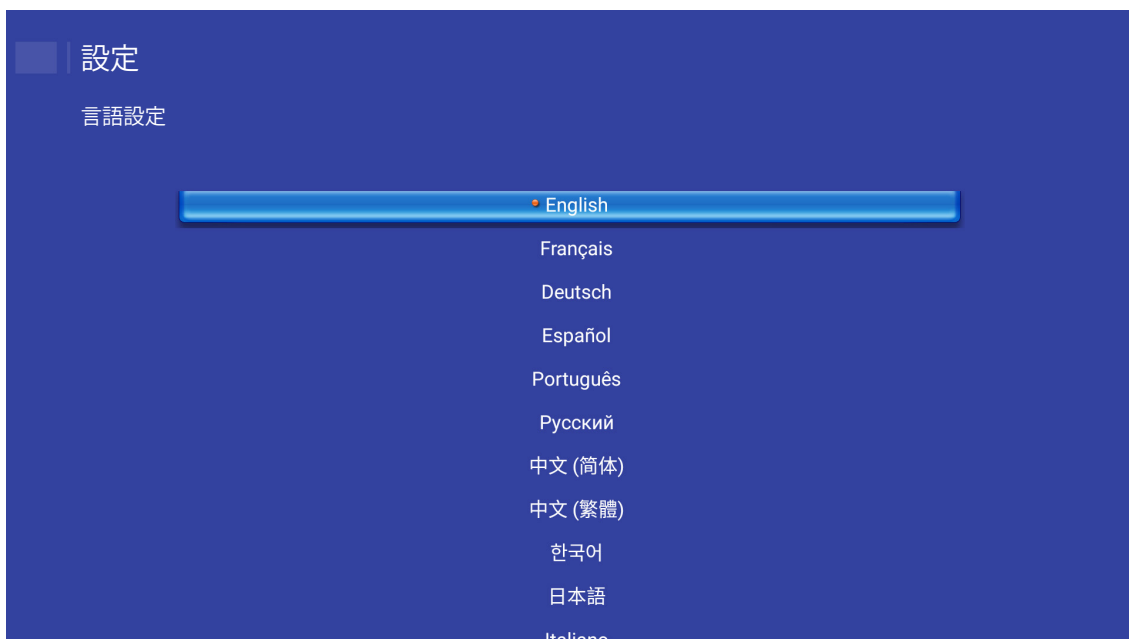 設定
言語設定
English
Français
Deutsch
Español
Português
Русский
中文 (简体)
中文 (繁體)
한국어
日本語
Italiano